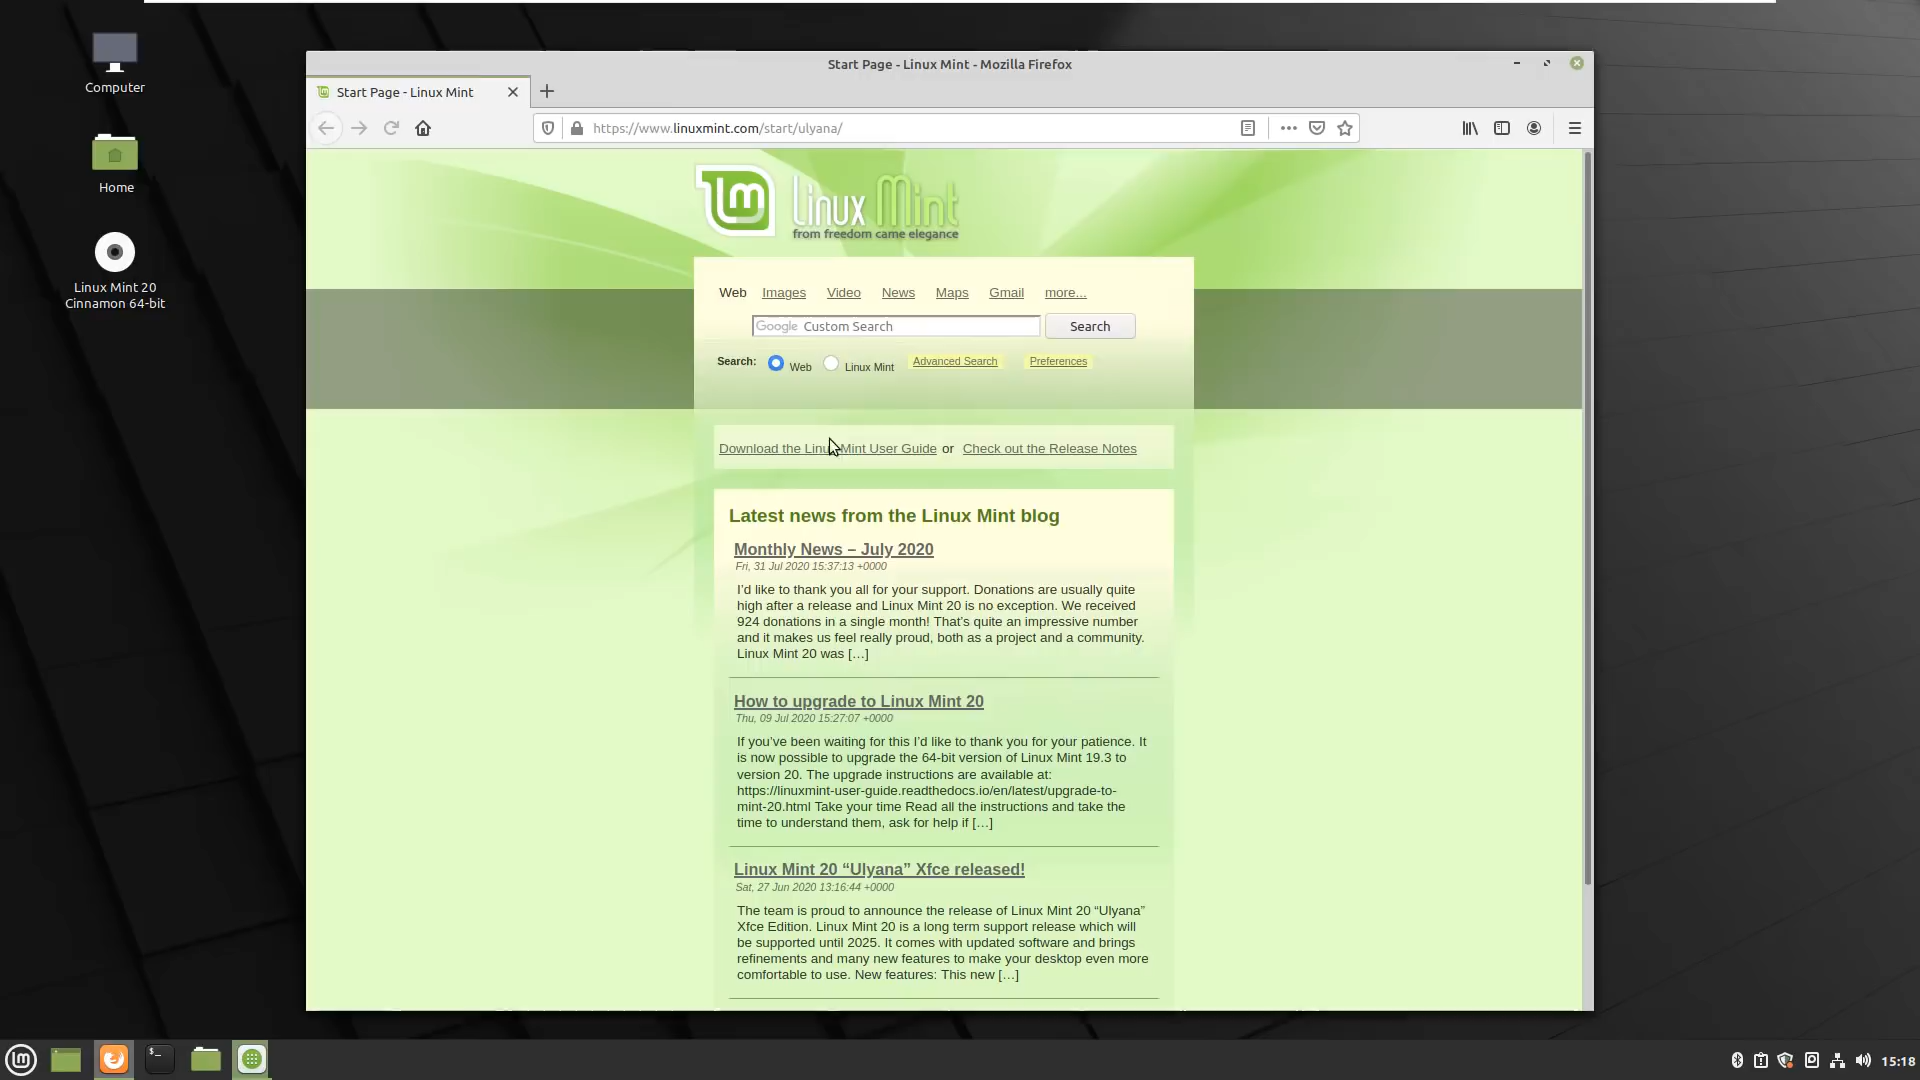 Computer
Home
Linux Mint 20
Cinnamon 64-bit
Start Page - Linux Mint - Mozilla Firefox
Start Page - Linux Mint
https://www.linuxmint.com/start/ulyana/
lm Linux Mint
from freedom came elegance
Web Images Video News Maps Gmail more...
Google Custom Search Search
Search: Web Linux Mint Advanced Search Preferences
Download the Linux Mint User Guide or Check out the Release Notes
Latest news from the Linux Mint blog
Monthly News – July 2020
Fri, 31 Jul 2020 15:37:13 +0000
I’d like to thank you all for your support. Donations are usually quite
high after a release and Linux Mint 20 is no exception. We received
924 donations in a single month! That’s quite an impressive number
and it makes us feel really proud, both as a project and a community.
Linux Mint 20 was […]
How to upgrade to Linux Mint 20
Thu, 09 Jul 2020 15:27:07 +0000
If you’ve been waiting for this I’d like to thank you for your patience. It
is now possible to upgrade the 64-bit version of Linux Mint 19.3 to
version 20. The upgrade instructions are available at:
https://linuxmint-user-guide.readthedocs.io/en/latest/upgrade-to-
mint-20.html Take your time Read all the instructions and take the
time to understand them, ask for help if […]
Linux Mint 20 “Ulyana” Xfce released!
Sat, 27 Jun 2020 13:16:44 +0000
The team is proud to announce the release of Linux Mint 20 “Ulyana”
Xfce Edition. Linux Mint 20 is a long term support release which will
be supported until 2025. It comes with updated software and brings
refinements and many new features to make your desktop even more
comfortable to use. New features: This new […]
15:18